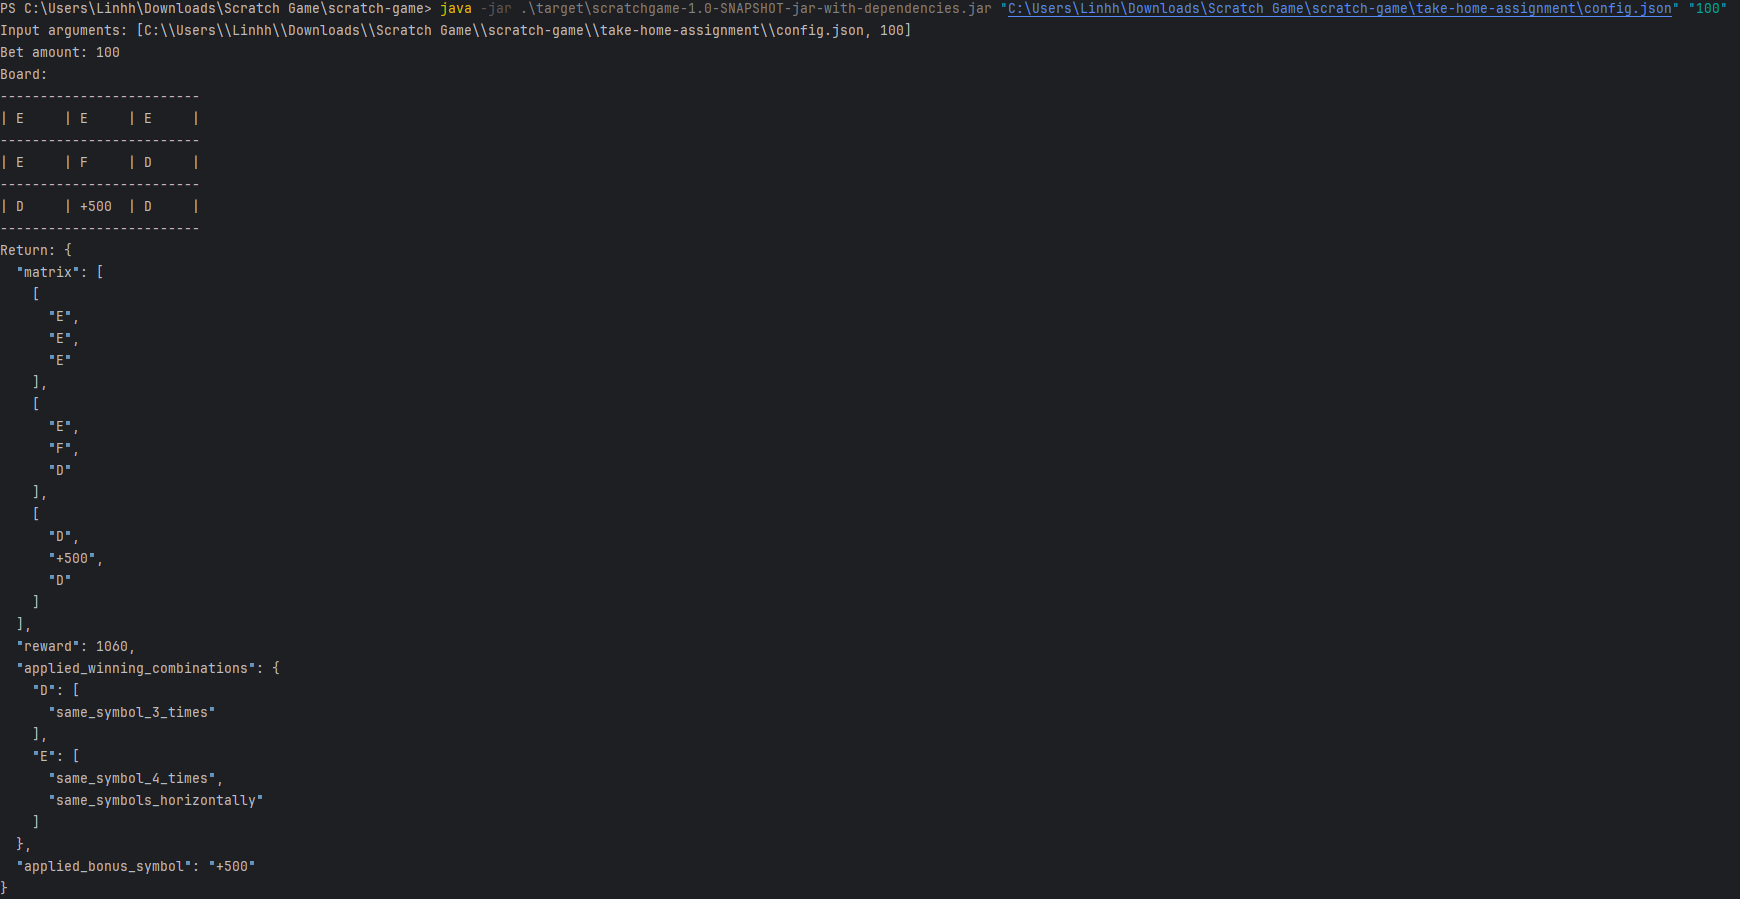 PS C:\Users\Linhh\Downloads\Scratch Game\scratch-game> java -jar .\target\scratchgame-1.0-SNAPSHOT-jar-with-dependencies.jar "C:\Users\Linhh\Downloads\Scratch Game\scratch-game\take-home-assignment\config.json" "100"
Input arguments: [C:\\Users\\Linhh\\Downloads\\Scratch Game\\scratch-game\\take-home-assignment\\config.json, 100]
Bet amount: 100
Board:
-------------------------
| E     | E     | E     |
-------------------------
| E     | F     | D     |
-------------------------
| D     | +500  | D     |
-------------------------
Return: {
  "matrix": [
    [
      "E",
      "E",
      "E"
    ],
    [
      "E",
      "F",
      "D"
    ],
    [
      "D",
      "+500",
      "D"
    ]
  ],
  "reward": 1060,
  "applied_winning_combinations": {
    "D": [
      "same_symbol_3_times"
    ],
    "E": [
      "same_symbol_4_times",
      "same_symbols_horizontally"
    ]
  },
  "applied_bonus_symbol": "+500"
}